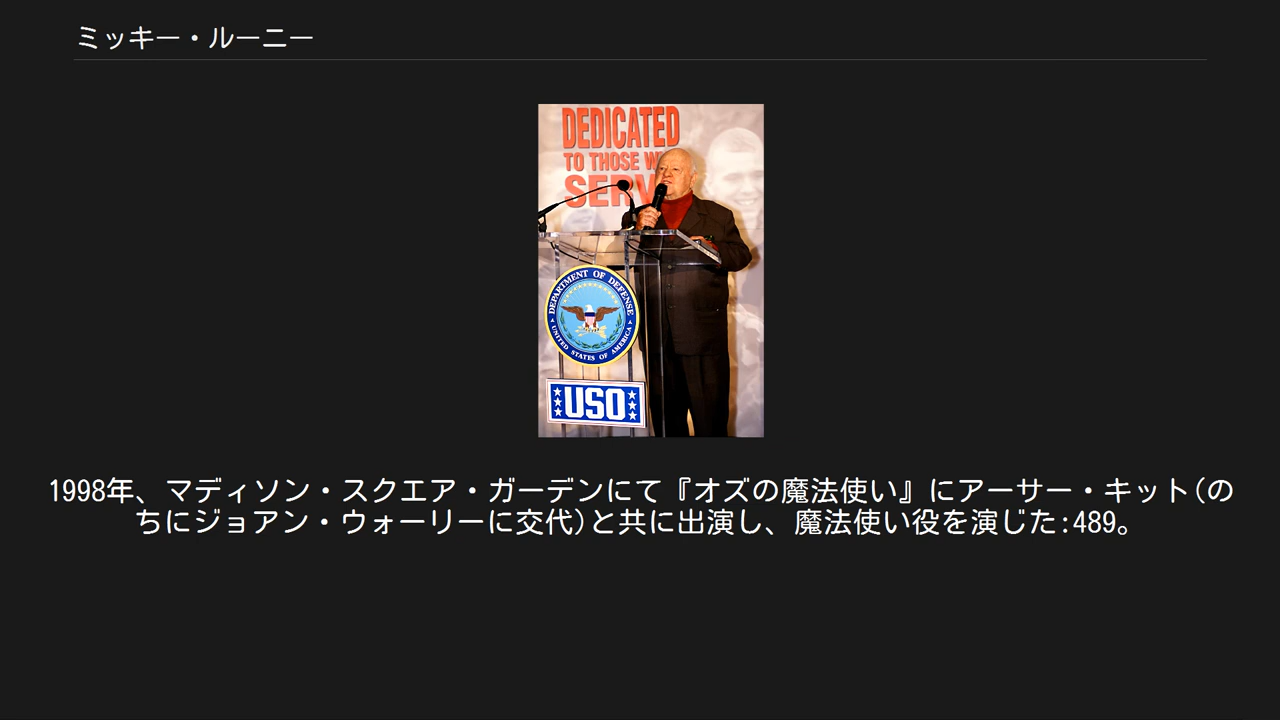 ミッキー・ルーニー
DEDICATED
TO THOSE W
SERV
DEPARTMENT OF DEFENSE
UNITED STATES OF AMERICA
USO
1998年、マディソン・スクエア・ガーデンにて『オズの魔法使い』にアーサー・キット(の
ちにジョアン・ウォーリーに交代)と共に出演し、魔法使い役を演じた:489。